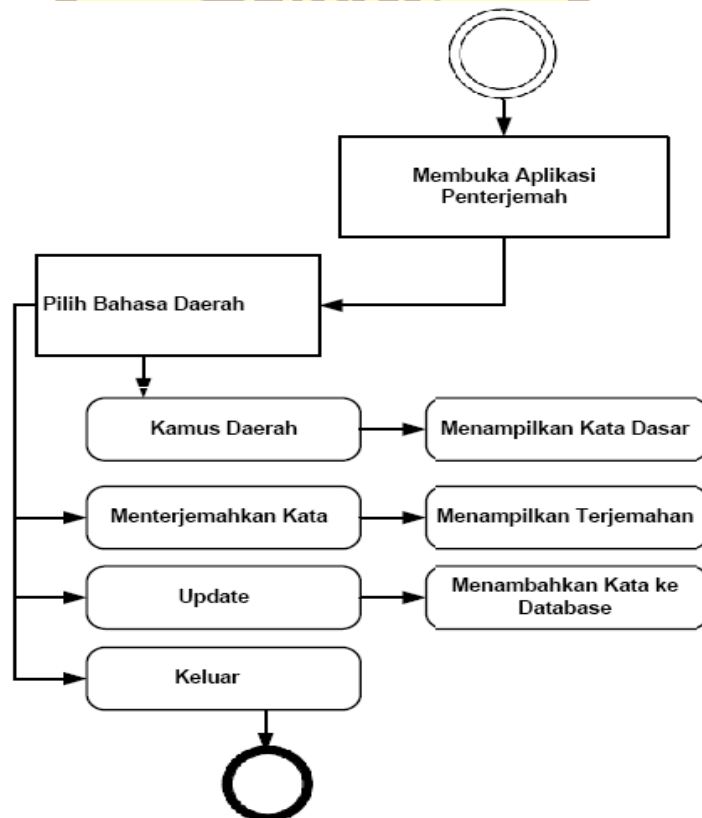 Membuka Aplikasi
Penterjemah
Pilih Bahasa Daerah
Kamus Daerah
Menampilkan Kata Dasar
Menterjemahkan Kata
Menampilkan Terjemahan
Update
Menambahkan Kata ke
Database
Keluar